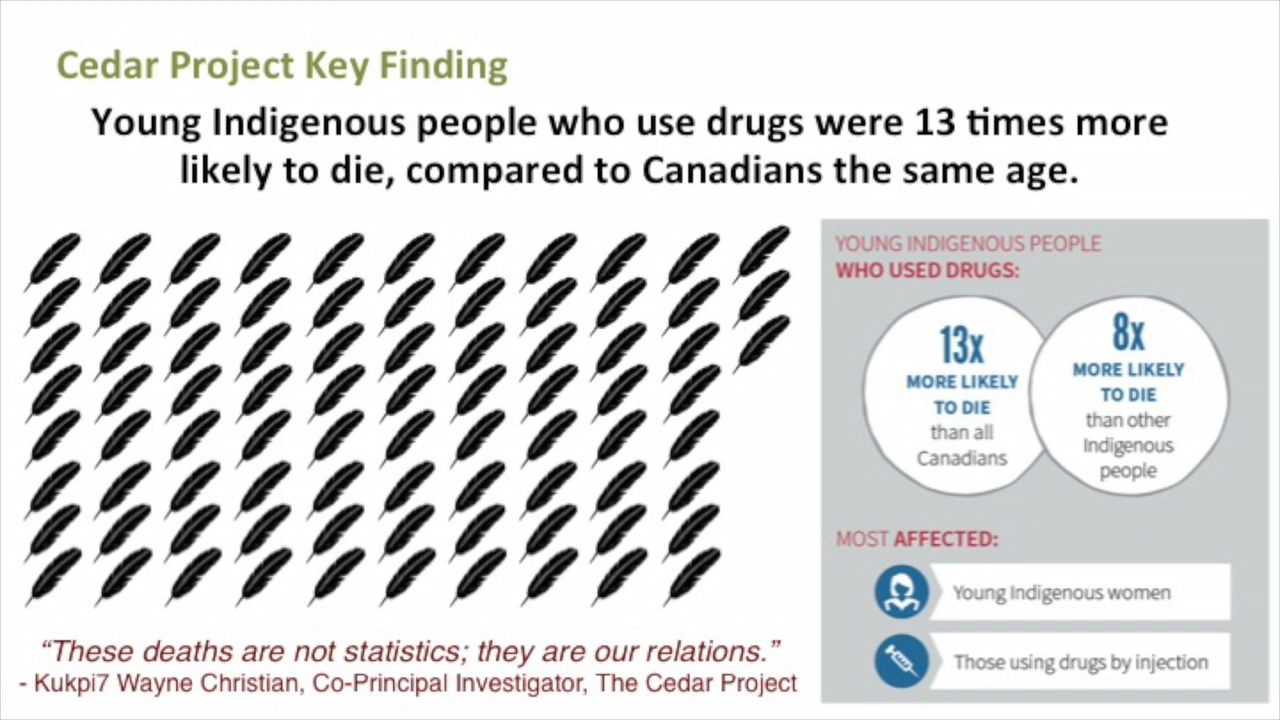 Cedar Project Key Finding
Young Indigenous people who use drugs were 13 times more
likely to die, compared to Canadians the same age.
YOUNG INDIGENOUS PEOPLE
WHO USED DRUGS:
13x
MORE LIKELY
TO DIE
than all
Canadians
8x
MORE LIKELY
TO DIE
than other
Indigenous
people
MOST AFFECTED:
Young Indigenous women
Those using drugs by injection
“These deaths are not statistics; they are our relations.”
- Kukpi7 Wayne Christian, Co-Principal Investigator, The Cedar Project